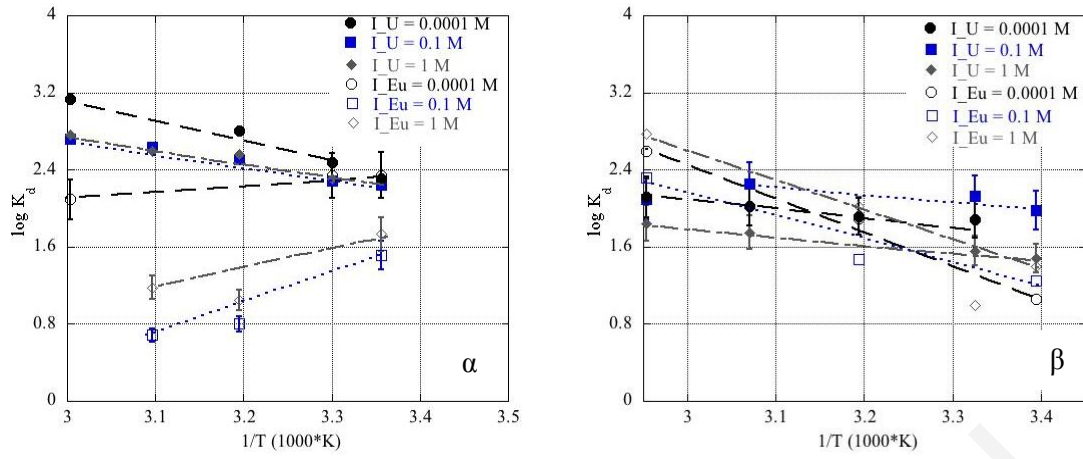 4
3.2
2.4
1.6
0.8
0
log K_d
I_U = 0.0001 M
I_U = 0.1 M
I_U = 1 M
I_Eu = 0.0001 M
I_Eu = 0.1 M
I_Eu = 1 M
α
3 3.1 3.2 3.3 3.4 3.5
1/T (1000*K)
4
3.2
2.4
1.6
0.8
0
log K_d
I_U = 0.0001 M
I_U = 0.1 M
I_U = 1 M
I_Eu = 0.0001 M
I_Eu = 0.1 M
I_Eu = 1 M
β
3 3.1 3.2 3.3 3.4
1/T (1000*K)